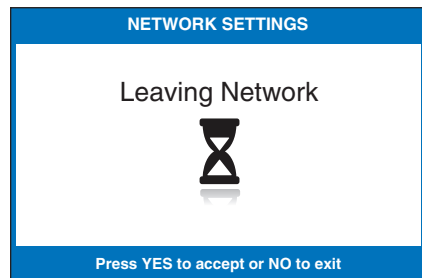 NETWORK SETTINGS
Leaving Network
Press YES to accept or NO to exit